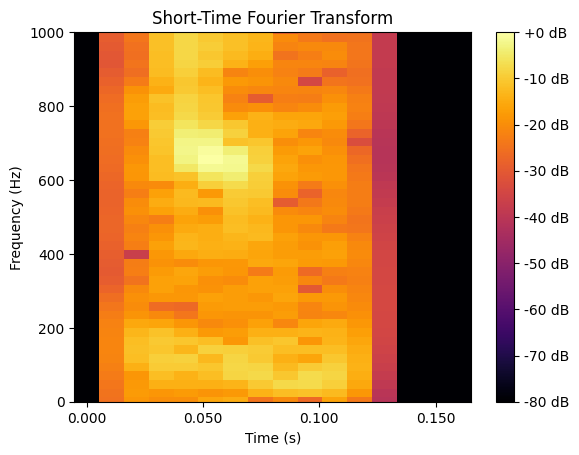 Short-Time Fourier Transform
1000
800
600
400
200
0
Frequency (Hz)
0.000
0.050
0.100
0.150
Time (s)
+0 dB
-10 dB
-20 dB
-30 dB
-40 dB
-50 dB
-60 dB
-70 dB
-80 dB